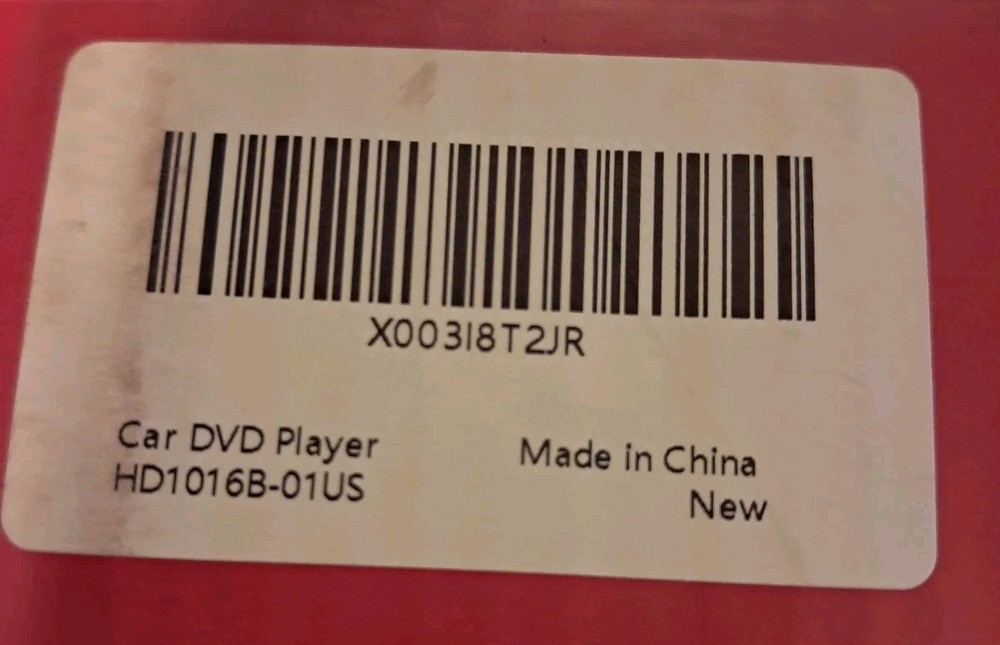 X003I8T2JR
Car DVD Player
HD1016B-01US
Made in China
New